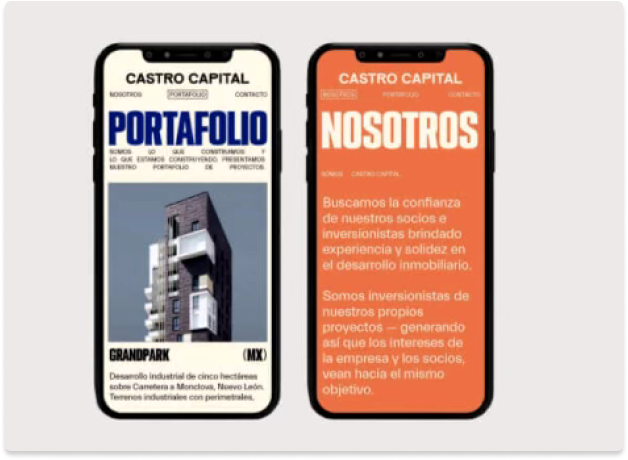 CASTRO CAPITAL
NOSOTROS PORTAFOLIO CONTACTO
PORTAFOLIO
SOMOS LO QUE CONSTRUIMOS Y
LO QUE ESTAMOS CONSTRUYENDO, PRESENTAMOS
NUESTRO PORTAFOLIO DE PROYECTOS.
GRANDPARK (MX)
Desarrollo industrial de cinco hectáreas
sobre Carretera a Monclova, Nuevo León.
Terrenos industriales con perimetrales,
CASTRO CAPITAL
NOSOTROS PORTAFOLIO CONTACTO
NOSOTROS
SOMOS CASTRO CAPITAL
Buscamos la confianza
de nuestros socios e
inversionistas brindado
experiencia y solidez en
el desarrollo inmobiliario.
Somos inversionistas de
nuestros propios
proyectos — generando
así que los intereses de
la empresa y los socios,
vean hacia el mismo
objetivo.